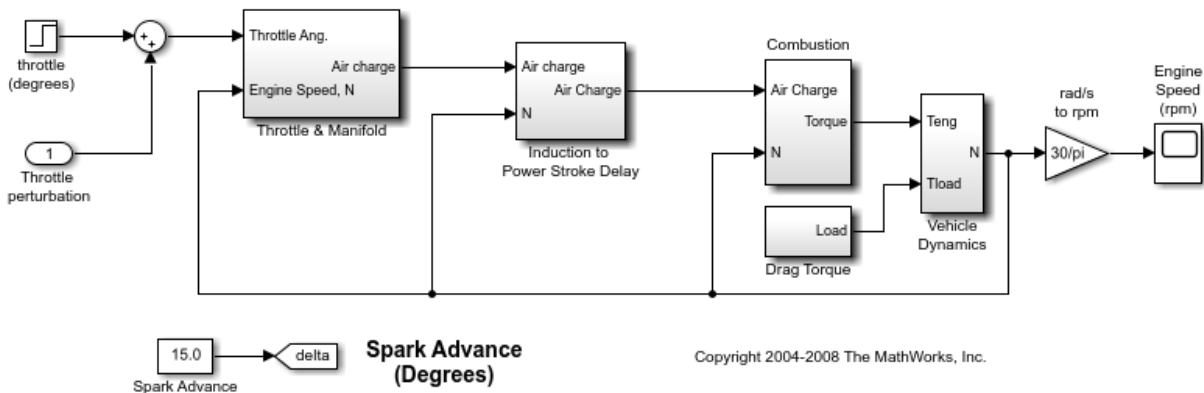 throttle
(degrees)
+
+
1
Throttle
perturbation
Throttle Ang.
Air charge
Engine Speed, N
Throttle & Manifold
Air charge
Air Charge
N
Induction to
Power Stroke Delay
Combustion
Air Charge
Torque
N
Load
Drag Torque
Teng
N
Tload
Vehicle
Dynamics
rad/s
to rpm
30/pi
Engine
Speed
(rpm)
15.0
Spark Advance
delta
Spark Advance
(Degrees)
Copyright 2004-2008 The MathWorks, Inc.